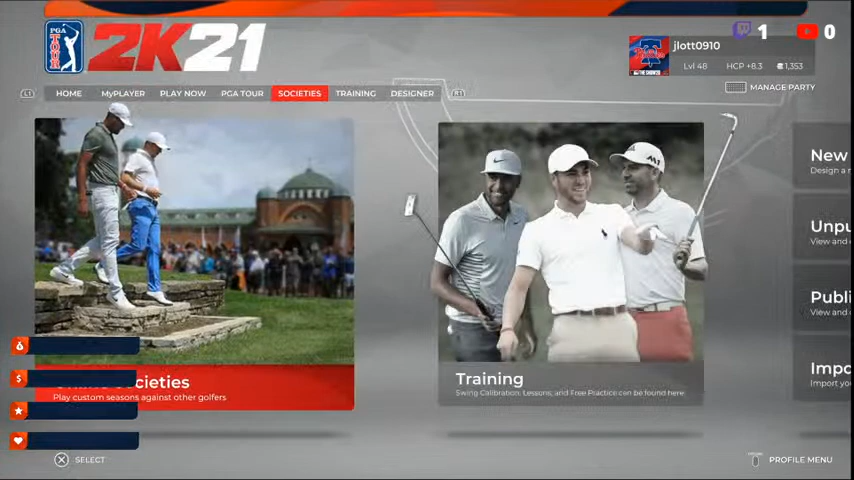 PGA TOUR 2K21
1
0
jlott0910
Lvl 48 HCP +8.3 1,353
MANAGE PARTY
L1 HOME MyPLAYER PLAY NOW PGA TOUR SOCIETIES TRAINING DESIGNER R1
Societies
Play custom seasons against other golfers
Training
Swing Calibration, Lessons, and Free Practice can be found here
New
Design a
Unpu
View and
Publi
View and
Impo
Import you
SELECT
PROFILE MENU